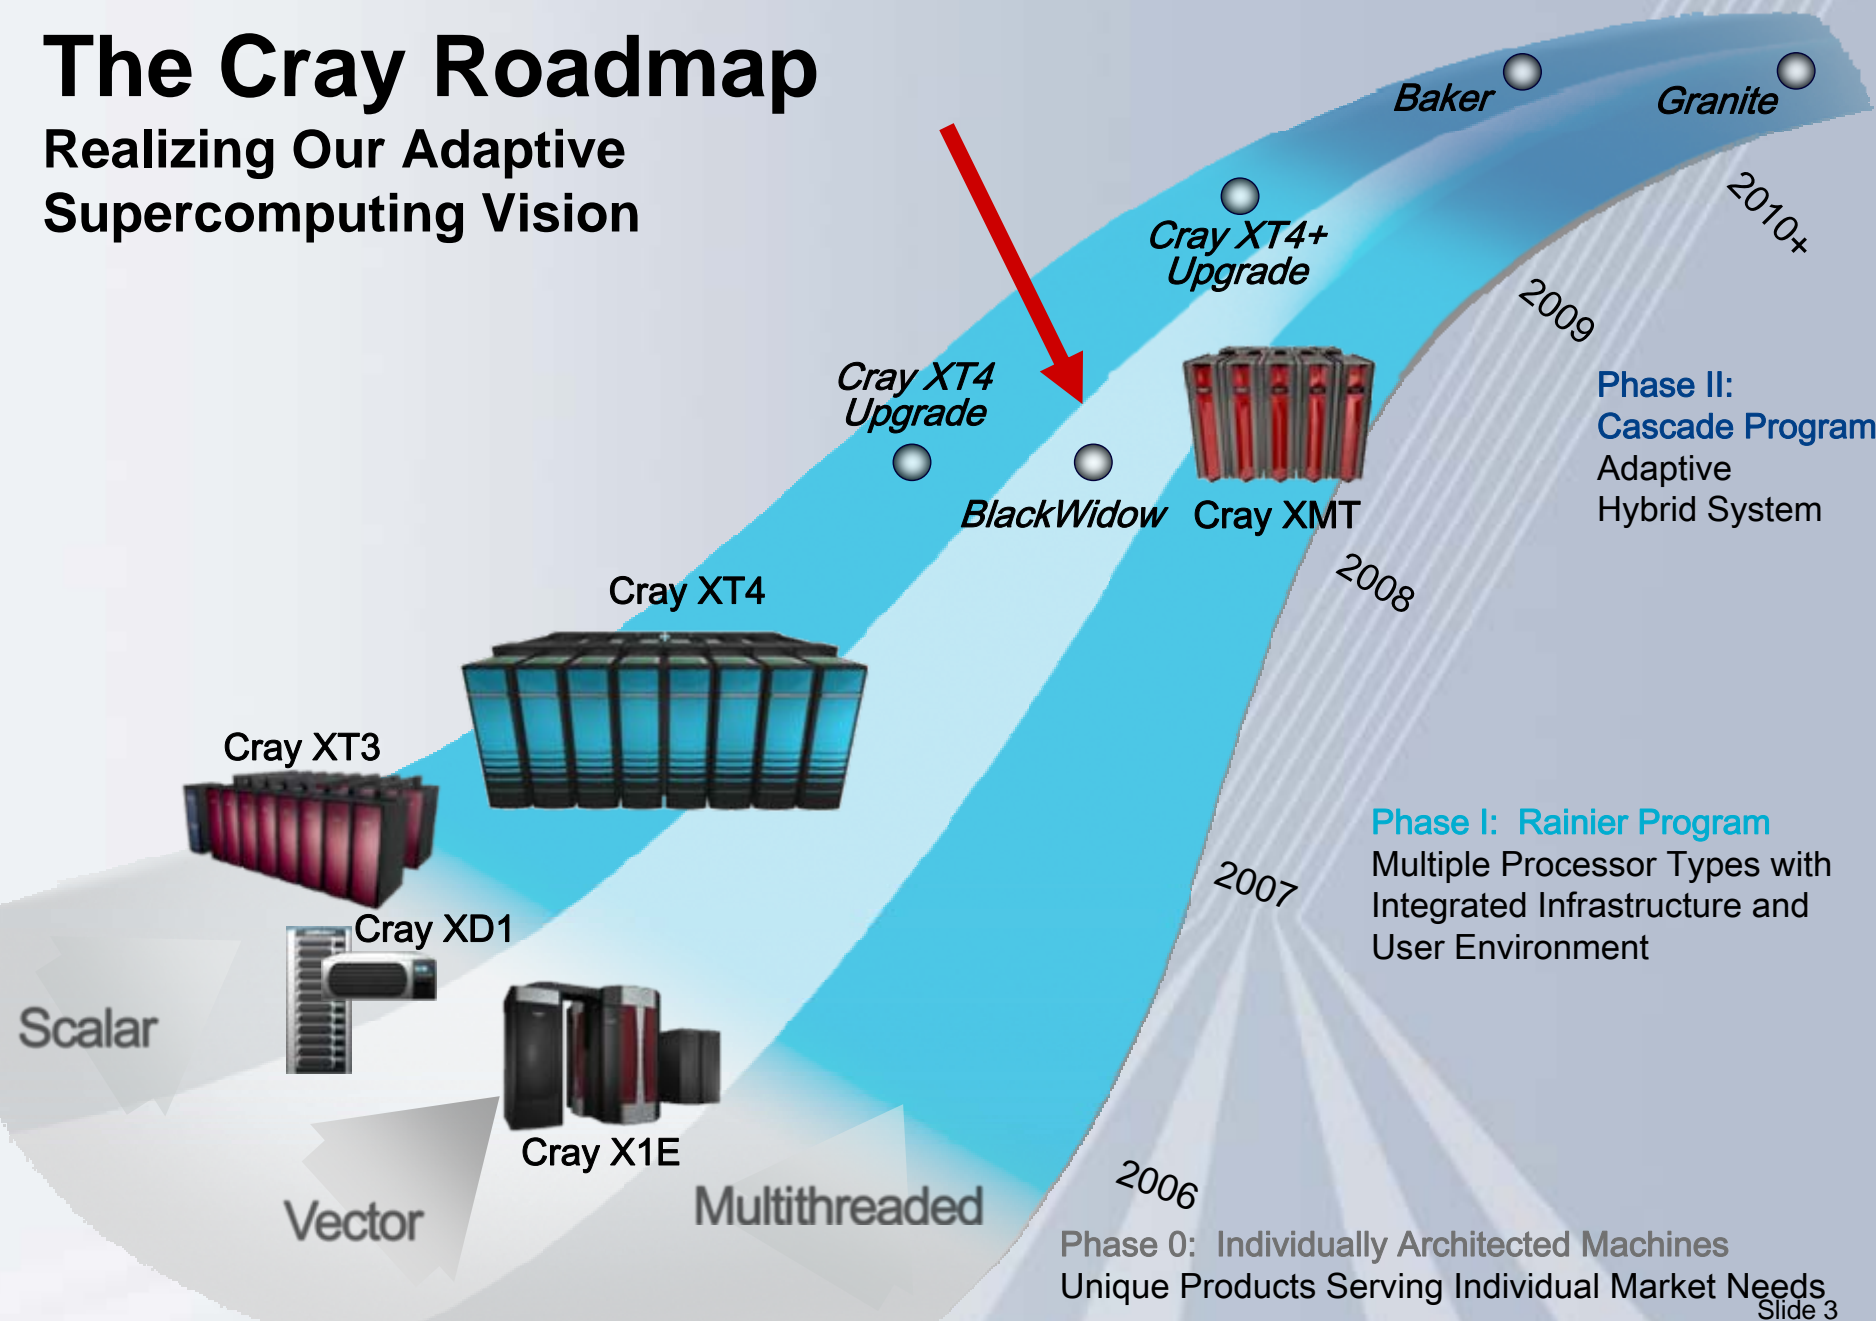 The Cray Roadmap
Realizing Our Adaptive
Supercomputing Vision
Baker
Granite
2010+
Cray XT4+
Upgrade
2009
Cray XT4
Upgrade
BlackWidow
Cray XMT
Phase II:
Cascade Program
Adaptive
Hybrid System
2008
Cray XT4
Cray XT3
Phase I:  Rainier Program
Multiple Processor Types with
Integrated Infrastructure and
User Environment
2007
Cray XD1
Scalar
Cray X1E
Vector
Multithreaded
2006
Phase 0:  Individually Architected Machines
Unique Products Serving Individual Market Needs
Slide 3